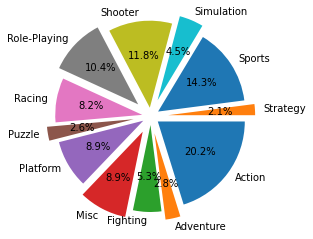 Shooter
Simulation
Role-Playing
4.5%
11.8%
Sports
10.4%
14.3%
Racing
8.2%
2.1%
Strategy
Puzzle
2.6%
Platform
8.9%
20.2%
8.9%
5.3%
2.8%
Action
Misc
Fighting
Adventure